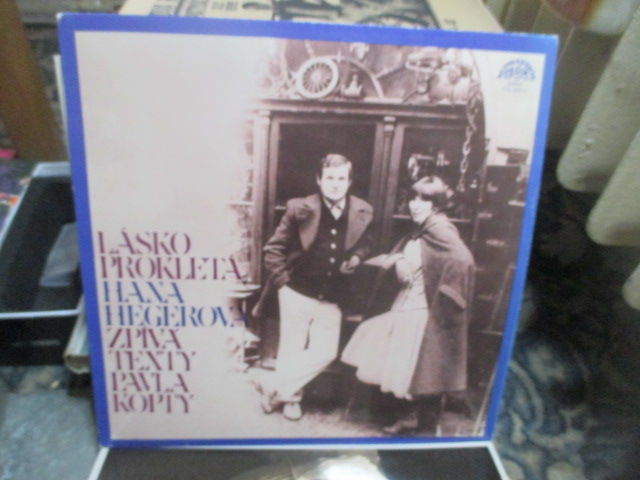 LÁSKO
PROKLETÁ
HANA
HEGEROVÁ
ZPÍVÁ
TEXTY
PAVLA
KOPTY